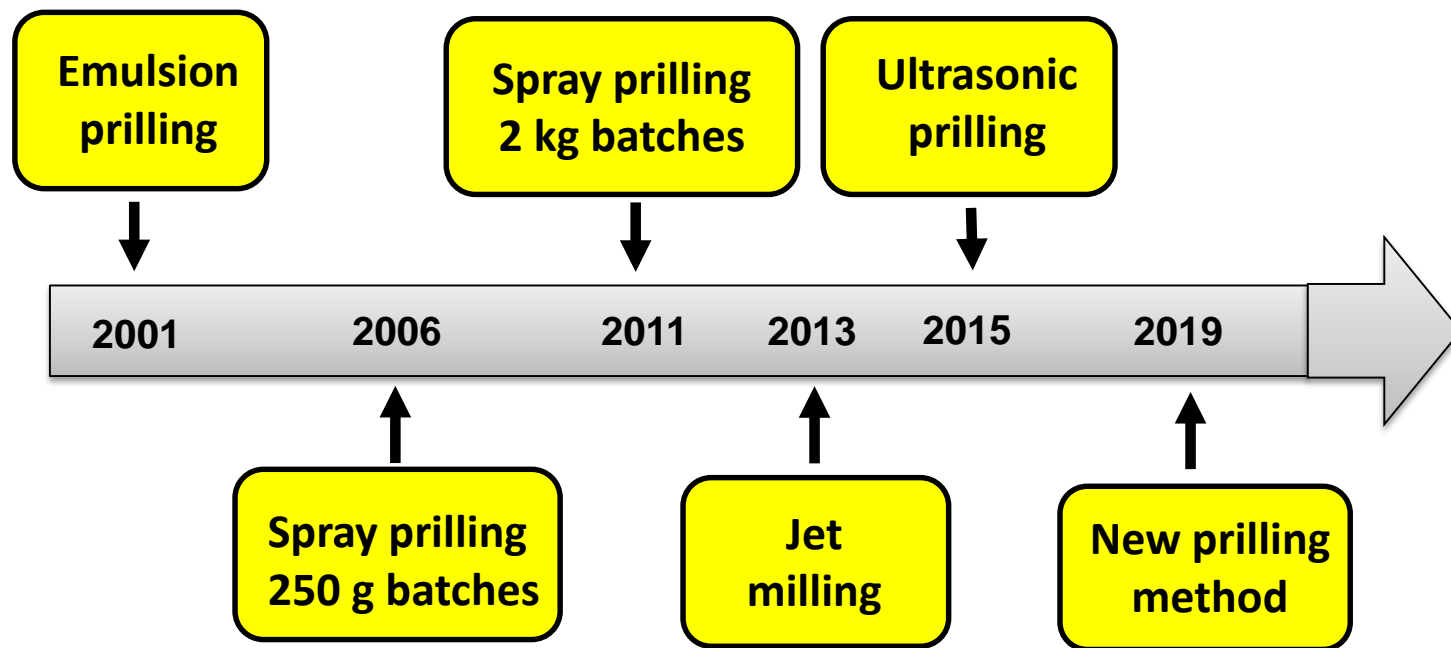 Emulsion
prilling
Spray prilling
2 kg batches
Ultrasonic
prilling
2001
2006
2011
2013
2015
2019
Spray prilling
250 g batches
Jet
milling
New prilling
method